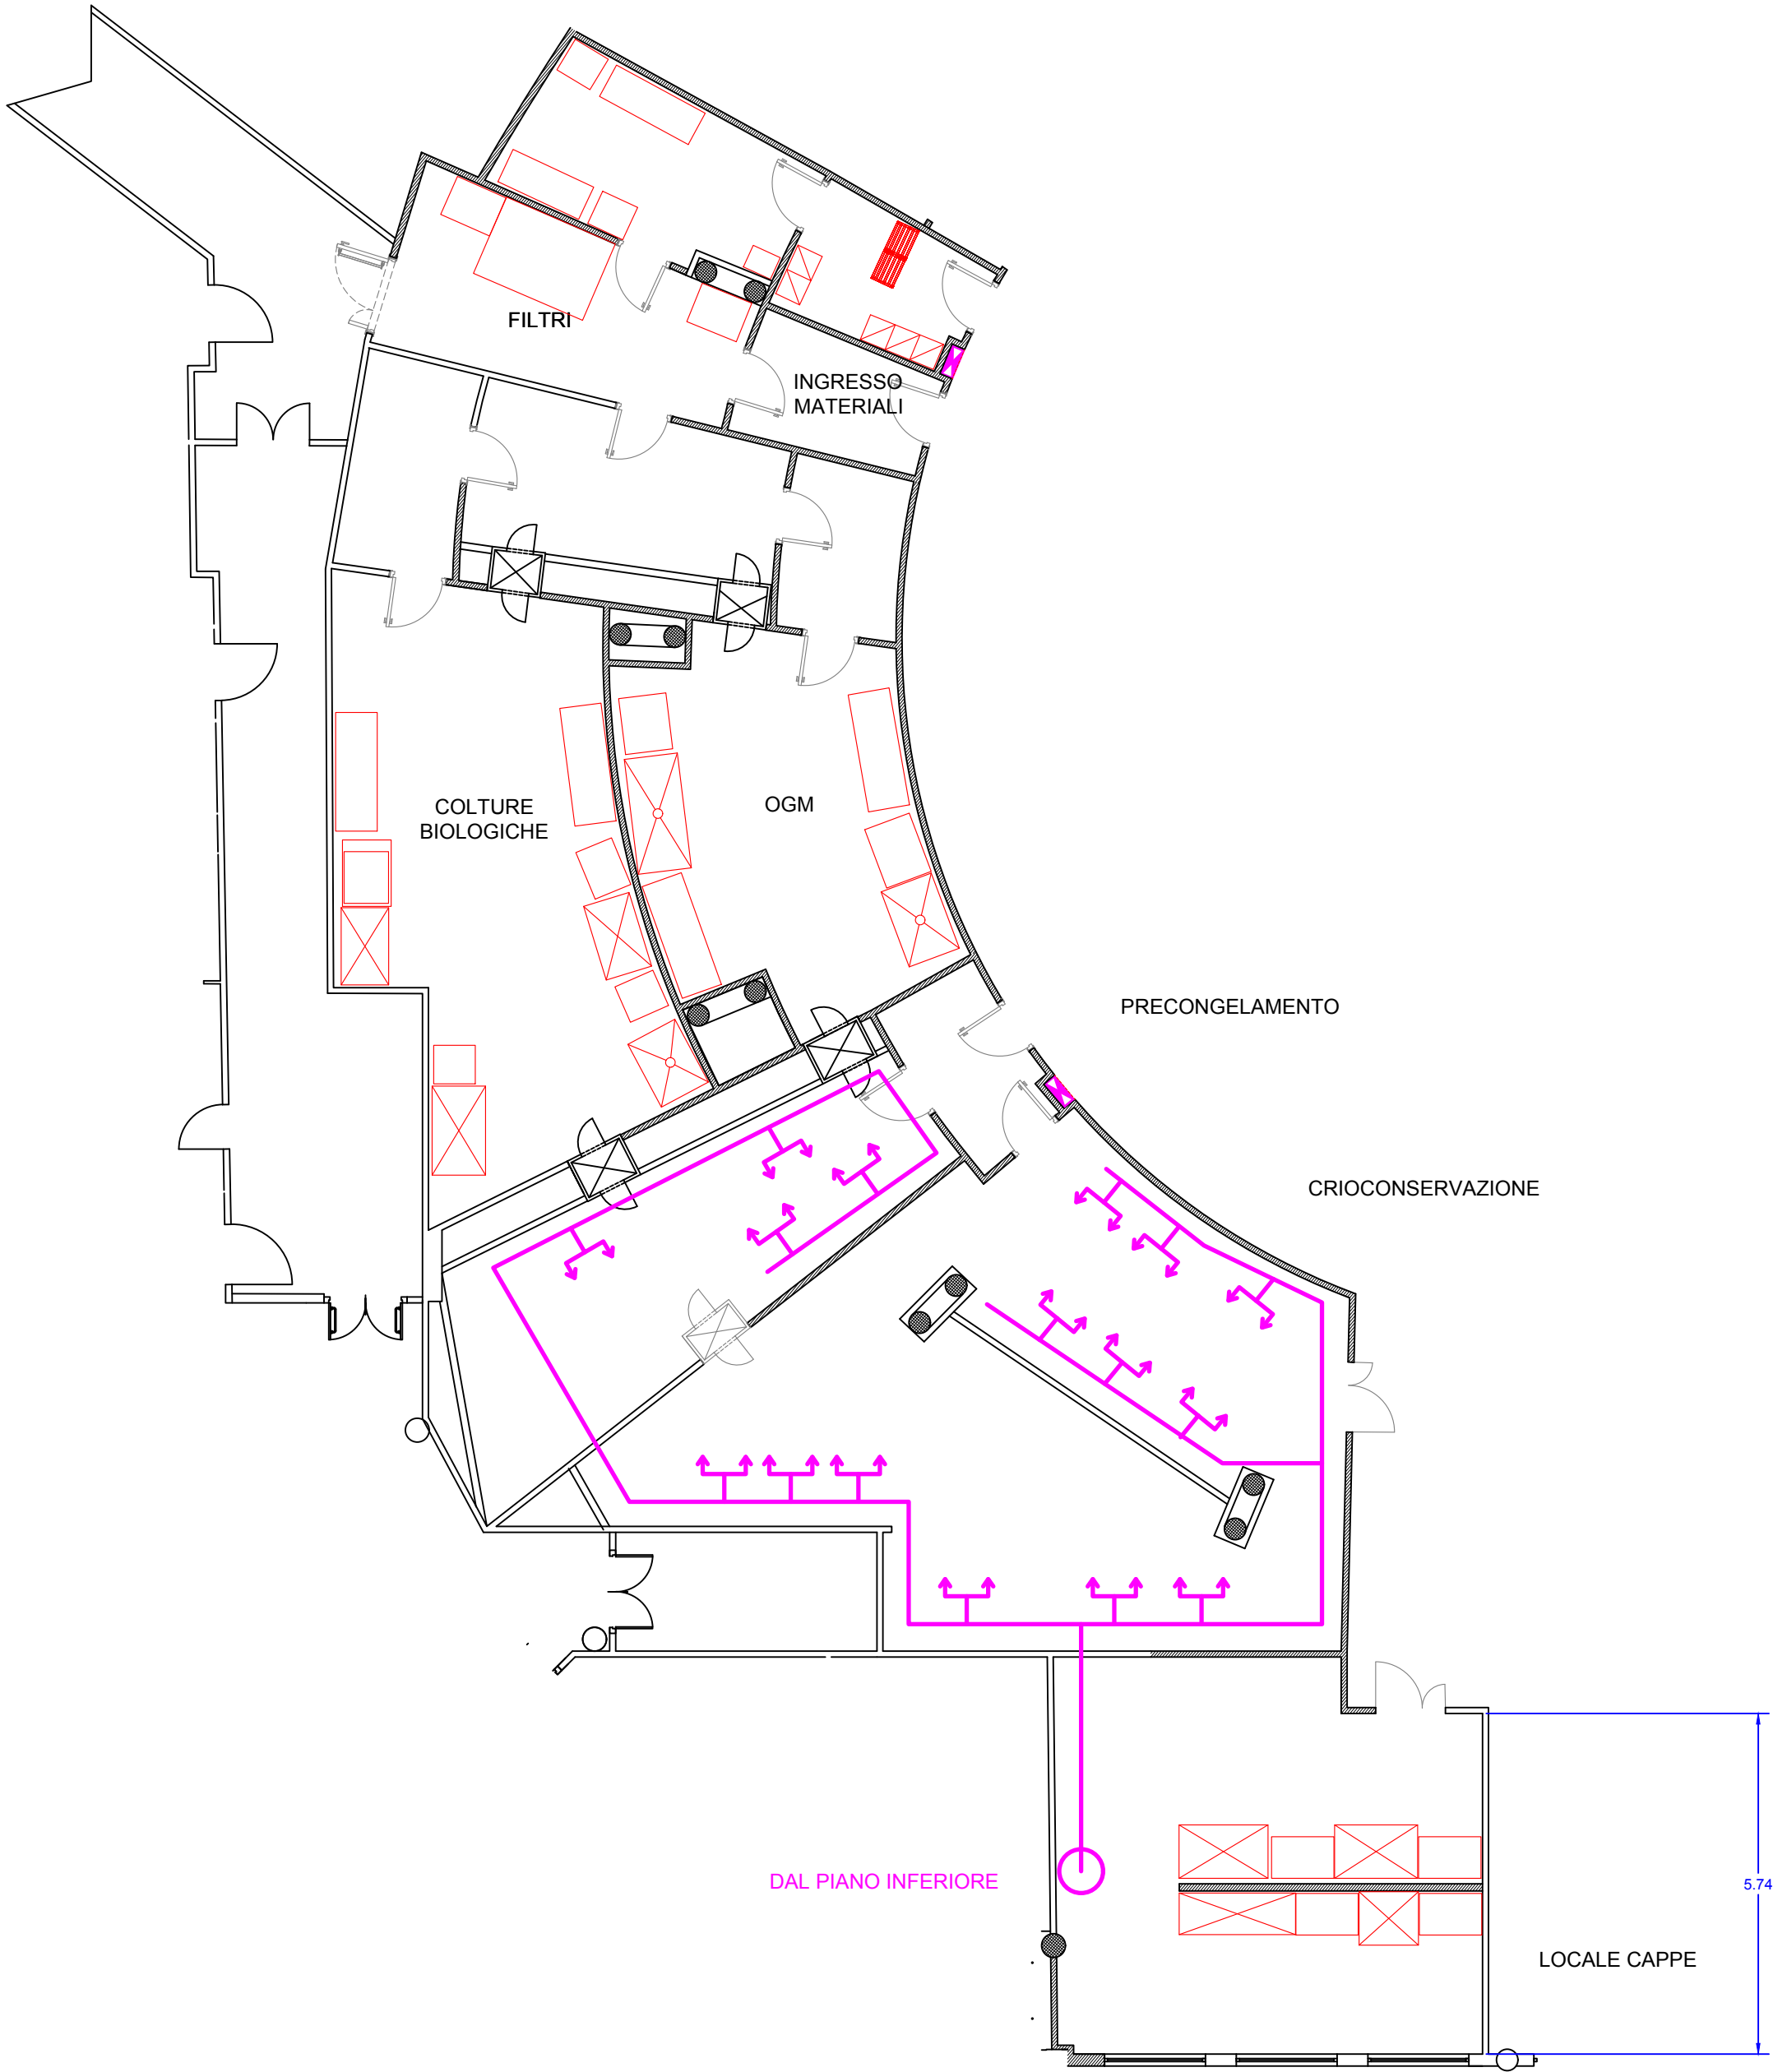 FILTRI
INGRESSO
MATERIALI
COLTURE
BIOLOGICHE
OGM
PRECONGELAMENTO
CRIOCONSERVAZIONE
DAL PIANO INFERIORE
5.74
LOCALE CAPPE